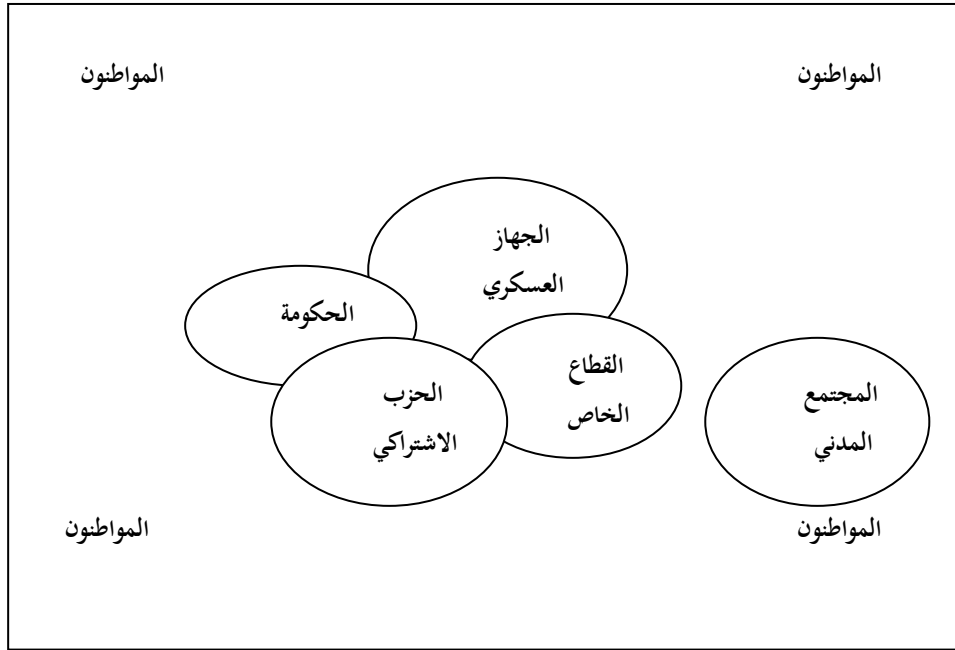 المواطنون
المواطنون
الجهاز
العسكري
الحكومة
القطاع
الخاص
الحزب
الاشتراكي
المجتمع
المدني
المواطنون
المواطنون